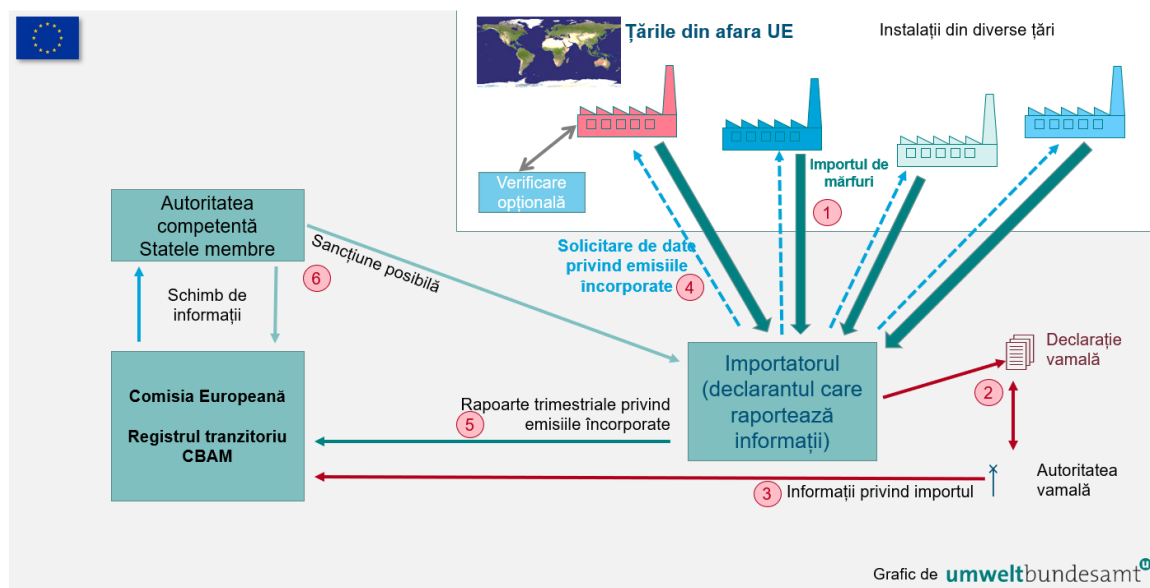 Țările din afara UE
Instalații din diverse țări
Verificare
opțională
Importul de
mărfuri
1
Autoritatea
competentă
Statele membre
Sancțiune posibilă
6
Solicitare de date
privind emisiile
încorporate
4
Schimb de
informații
Comisia Europeană
Registrul tranzitoriu
CBAM
Importatorul
(declarantul care
raportează
informații)
Declarație
vamală
2
Rapoarte trimestriale privind
emisiile încorporate
5
Autoritatea
vamală
3
Informații privind importul
Grafic de umweltbundesamt
u